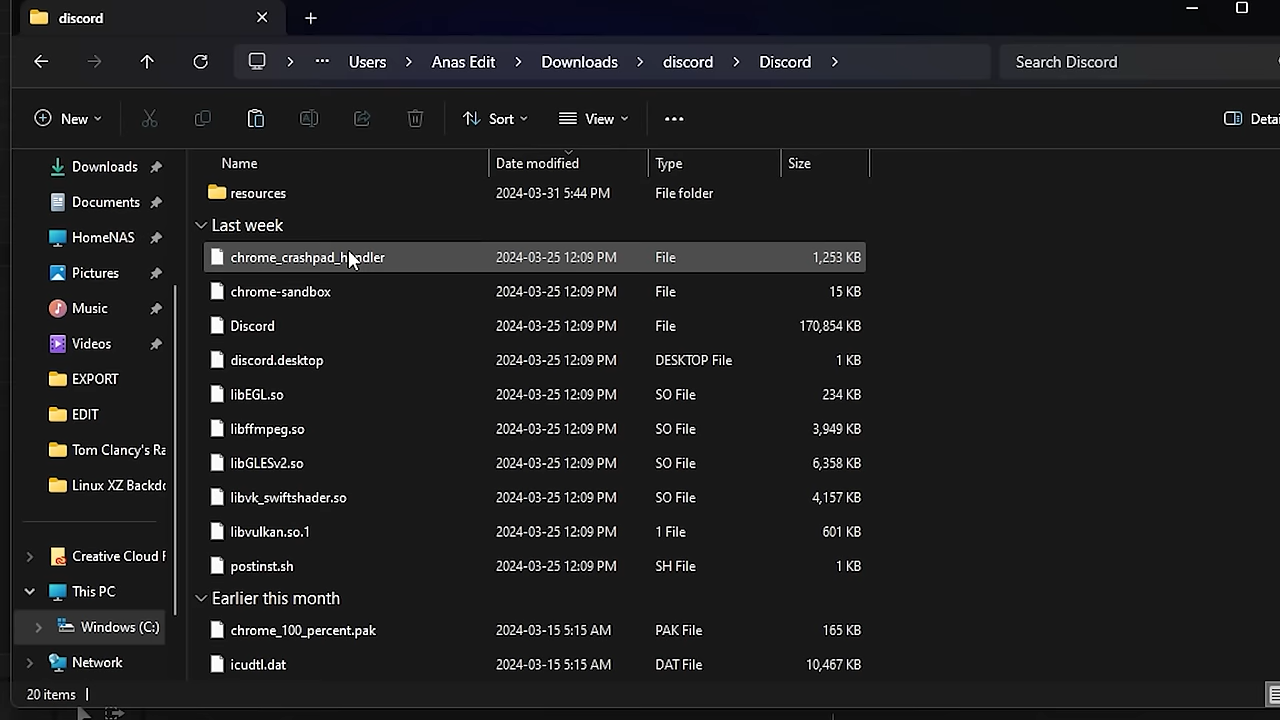 discord
Users
Anas Edit
Downloads
discord
Discord
Search Discord
New
Sort
View
Name
Date modified
Type
Size
resources 2024-03-31 5:44 PM File folder
Last week
chrome_crashpad_handler 2024-03-25 12:09 PM File 1,253 KB
chrome-sandbox 2024-03-25 12:09 PM File 15 KB
Discord 2024-03-25 12:09 PM File 170,854 KB
discord.desktop 2024-03-25 12:09 PM DESKTOP File 1 KB
libEGL.so 2024-03-25 12:09 PM SO File 234 KB
libffmpeg.so 2024-03-25 12:09 PM SO File 3,949 KB
libGLESv2.so 2024-03-25 12:09 PM SO File 6,358 KB
libvk_swiftshader.so 2024-03-25 12:09 PM SO File 4,157 KB
libvulkan.so.1 2024-03-25 12:09 PM 1 File 601 KB
postinst.sh 2024-03-25 12:09 PM SH File 1 KB
Earlier this month
chrome_100_percent.pak 2024-03-15 5:15 AM PAK File 165 KB
icudtl.dat 2024-03-15 5:15 AM DAT File 10,467 KB
Downloads
Documents
HomeNAS
Pictures
Music
Videos
EXPORT
EDIT
Tom Clancy's Ra
Linux XZ Backd
Creative Cloud F
This PC
Windows (C:)
Network
20 items